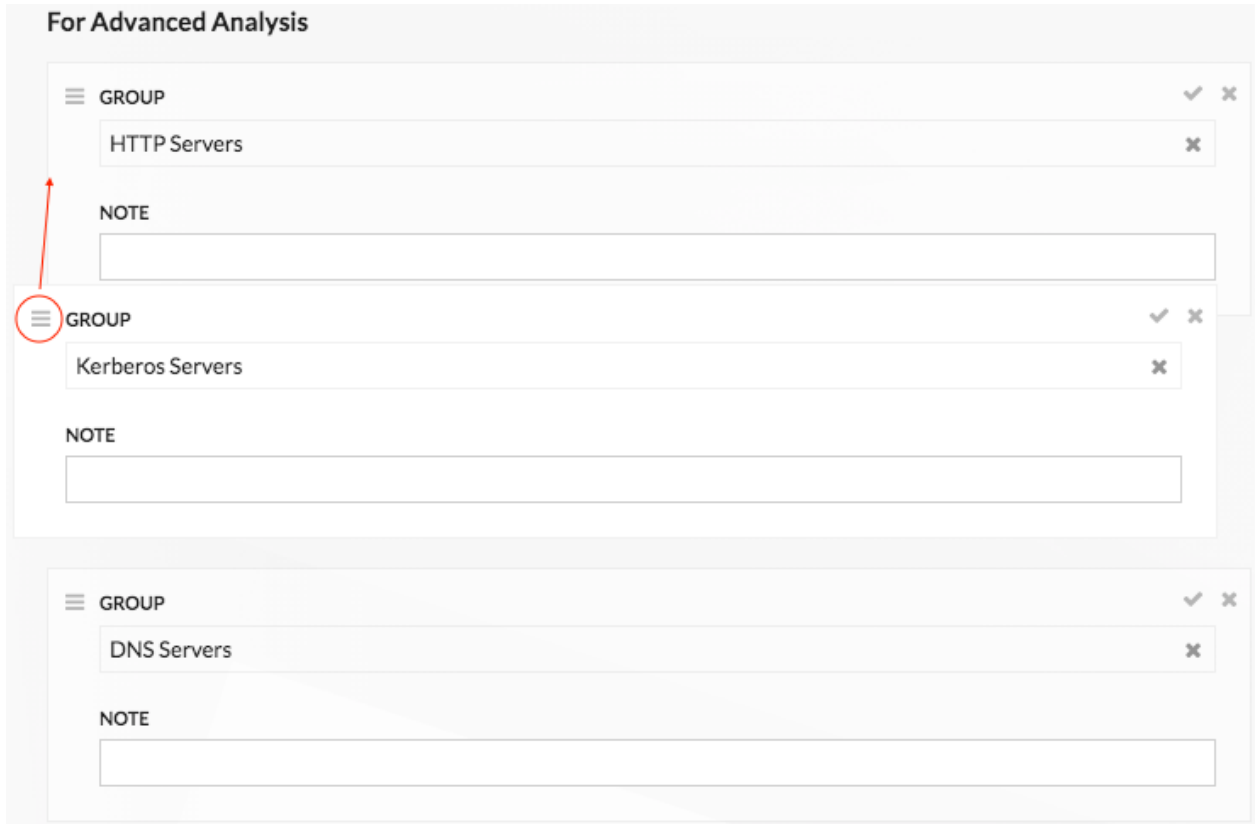 For Advanced Analysis
GROUP
HTTP Servers
NOTE
GROUP
Kerberos Servers
NOTE
GROUP
DNS Servers
NOTE